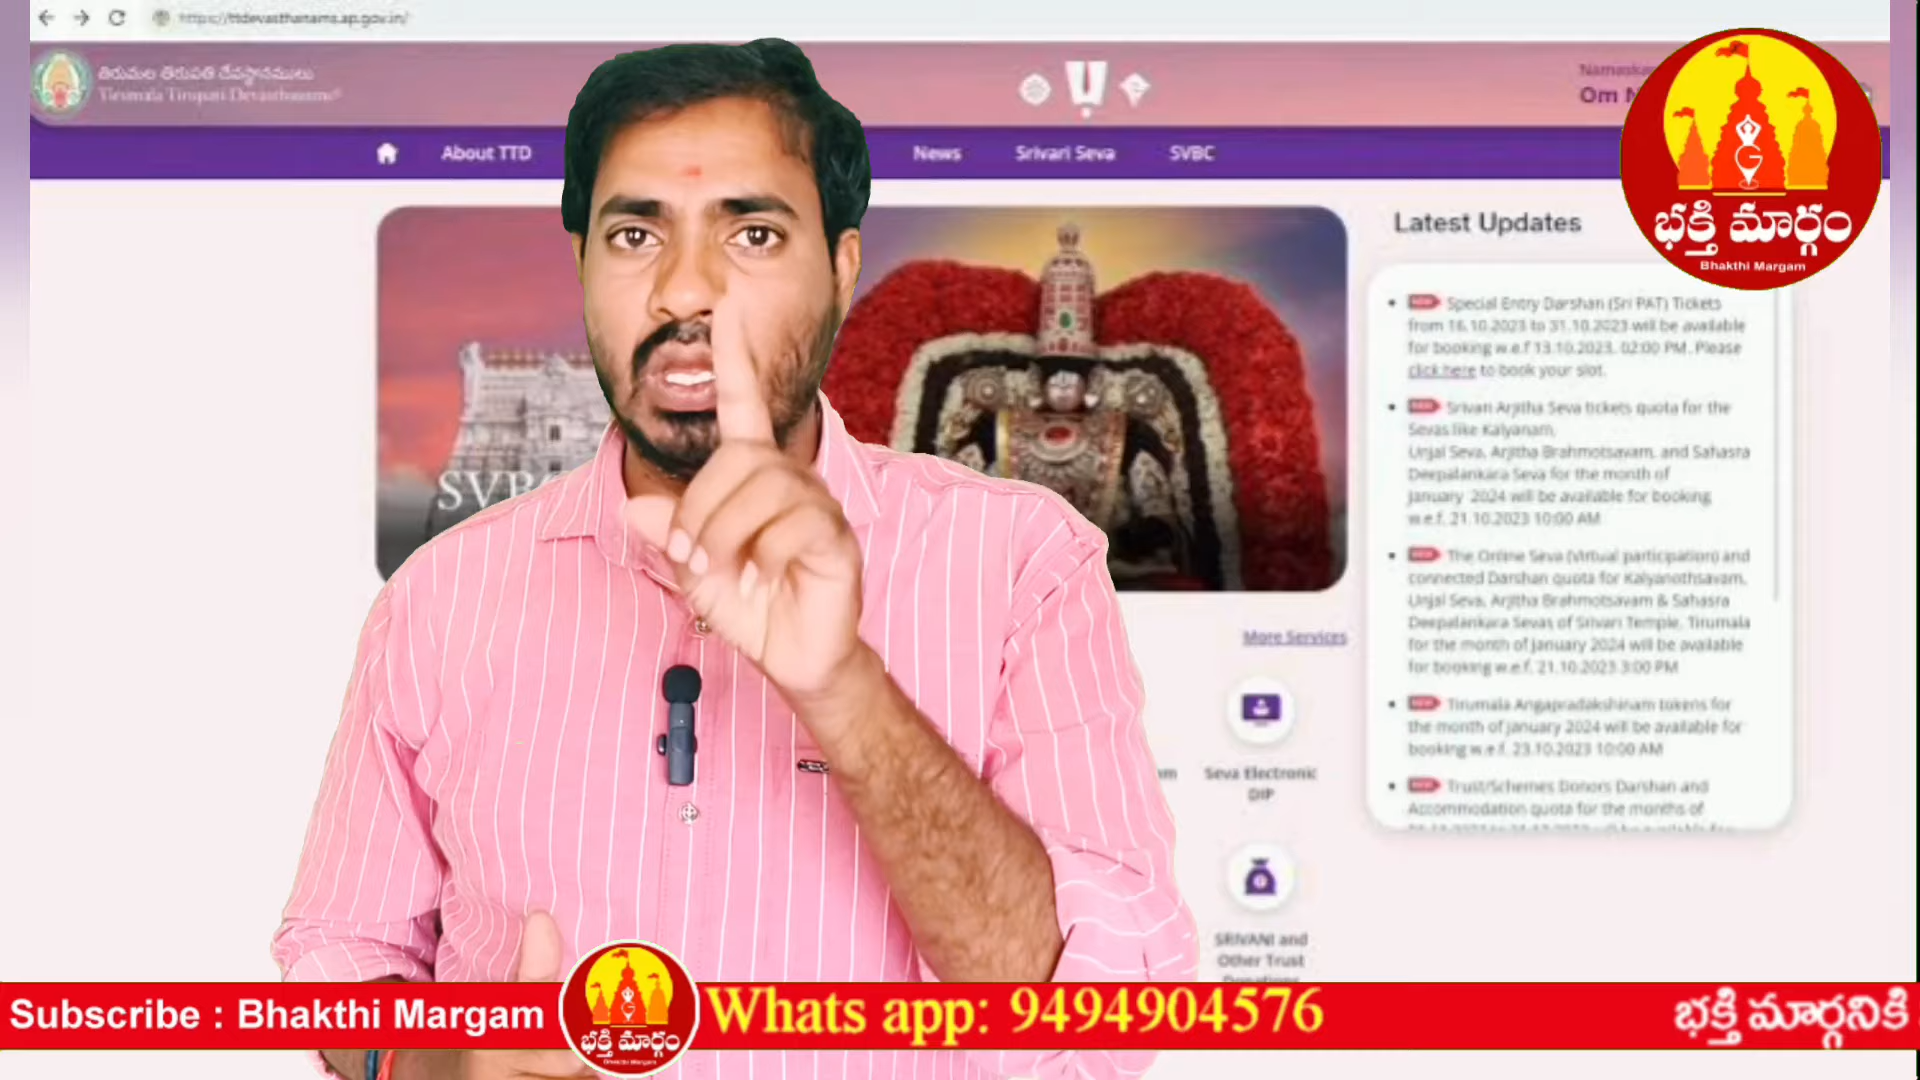 https://ttdevasthanams.ap.gov.in/
తిరుమల తిరుపతి దేవస్థానములు
Tirumala Tirupati Devasthanams
Om N
About TTD
News
Srivari Seva
SVBC
భక్తి మార్గం
Bhakthi Margam
SVB
Latest Updates
Special Entry Darshan (Sri PAT) Tickets
from 16.10.2023 to 31.10.2023 will be available
for booking w.e.f 13.10.2023, 02:00 PM. Please
click here to book your slot.
Srivari Arjitha Seva tickets quota for the
Sevas like Kalyanam,
Unjal Seva, Arjitha Brahmotsavam, and Sahasra
Deepalankara Seva for the month of
January 2024 will be available for booking
w.e.f. 21.10.2023 10:00 AM
The Online Seva (Virtual participation) and
connected Darshan quota for Kalyanothsavam,
Unjal Seva, Arjitha Brahmotsavam & Sahasra
Deepalankara Sevas of Srivari Temple, Tirumala
for the month of January 2024 will be available
for booking w.e.f. 21.10.2023 3:00 PM
Tirumala Angapradakshinam tokens for
the month of January 2024 will be available for
booking w.e.f. 23.10.2023 10:00 AM
Trust/Schemes Donors Darshan and
Accommodation quota for the months of
More Services
Seva Electronic
DIP
SRIVANI and
Other Trust
Donations
Subscribe : Bhakthi Margam
భక్తి మార్గం
Whats app: 9494904576
భక్తి మార్గనికి